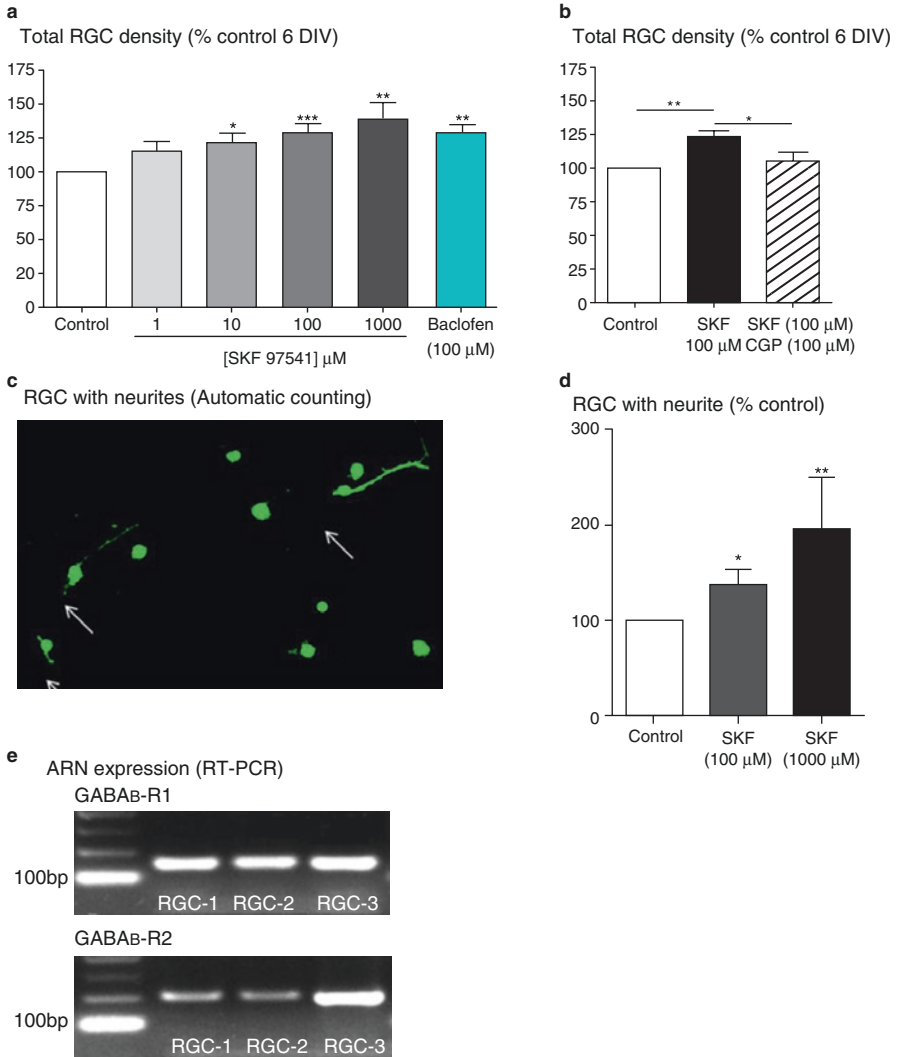 a
Total RGC density (% control 6 DIV)
175
150
125
100
75
50
25
0
*
***
**
**
Control
1
10
100
1000
Baclofen
(100 µM)
[SKF 97541] µM
b
Total RGC density (% control 6 DIV)
175
150
125
100
75
50
25
0
**
*
Control
SKF
100 µM
SKF (100 µM)
CGP (100 µM)
c
RGC with neurites (Automatic counting)
d
RGC with neurite (% control)
300
200
100
0
*
**
Control
SKF
(100 µM)
SKF
(1000 µM)
e
ARN expression (RT-PCR)
GABAB-R1
100bp
RGC-1 RGC-2 RGC-3
GABAB-R2
100bp
RGC-1 RGC-2 RGC-3